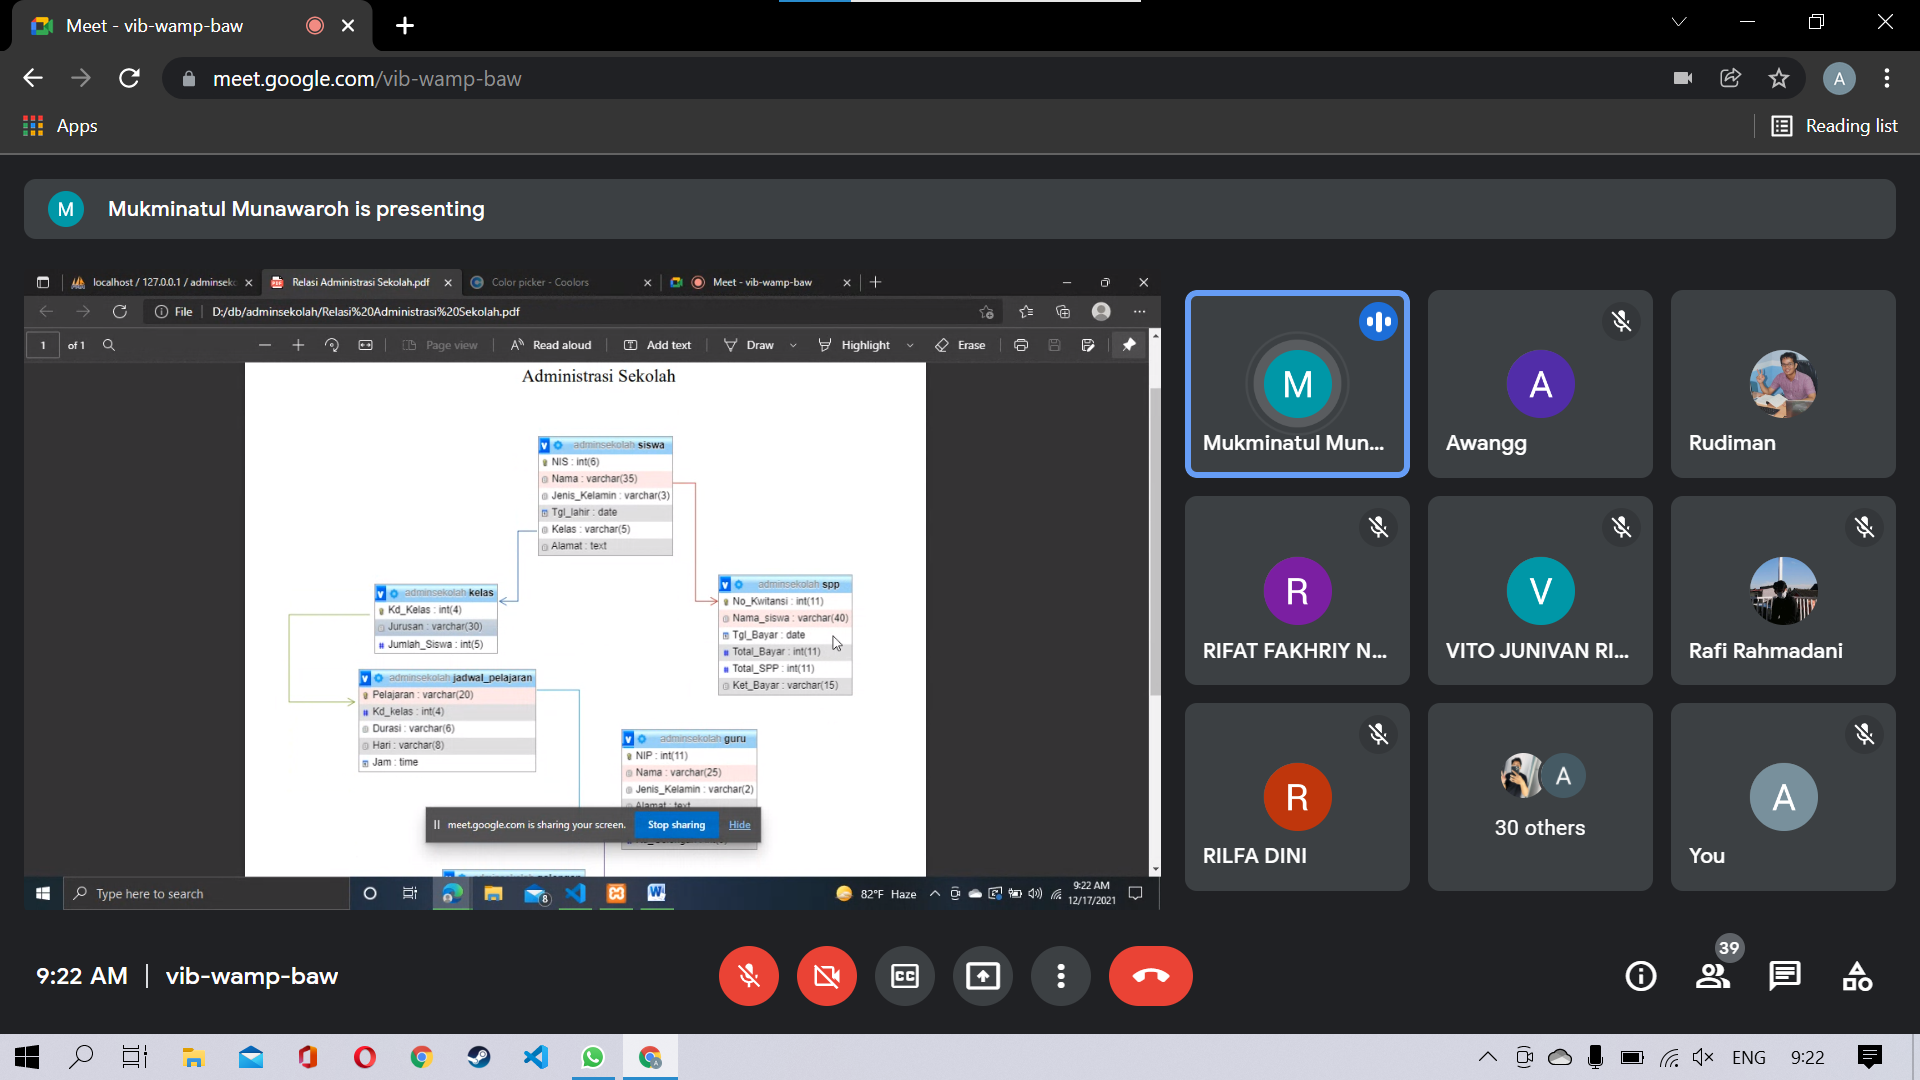 Meet - vib-wamp-baw
meet.google.com/vib-wamp-baw
A
Apps
Reading list
M
Mukminatul Munawaroh is presenting
localhost / 127.0.0.1 / adminsek
Relasi Administrasi Sekolah.pdf
Color picker - Coolors
Meet - vib-wamp-baw
File
D:/db/adminsekolah/Relasi%20Administrasi%20Sekolah.pdf
1
of 1
Page view
Read aloud
Add text
Draw
Highlight
Erase
Administrasi Sekolah
v adminsekolah siswa
NIS : int(6)
Nama : varchar(35)
Jenis_Kelamin : varchar(3)
Tgl_lahir : date
Kelas : varchar(5)
Alamat : text
v adminsekolah kelas
Kd_Kelas : int(4)
Jurusan : varchar(30)
# Jumlah_Siswa : int(5)
v adminsekolah spp
No_Kwitansi : int(11)
Nama_siswa : varchar(40)
Tgl_Bayar : date
# Total_Bayar : int(11)
# Total_SPP : int(11)
Ket_Bayar : varchar(15)
v adminsekolah jadwal_pelajaran
Pelajaran : varchar(20)
# Kd_kelas : int(4)
Durasi : varchar(6)
Hari : varchar(8)
Jam : time
v adminsekolah guru
NIP : int(11)
Nama : varchar(25)
Jenis_Kelamin : varchar(2)
Alamat : text
meet.google.com is sharing your screen.
Stop sharing
Hide
Type here to search
8
82°F Haze
9:22 AM
12/17/2021
M
Mukminatul Mun...
A
Awangg
Rudiman
R
RIFAT FAKHRIY N...
V
VITO JUNIVAN RI...
Rafi Rahmadani
R
RILFA DINI
A
30 others
A
You
9:22 AM | vib-wamp-baw
CC
39
ENG
9:22